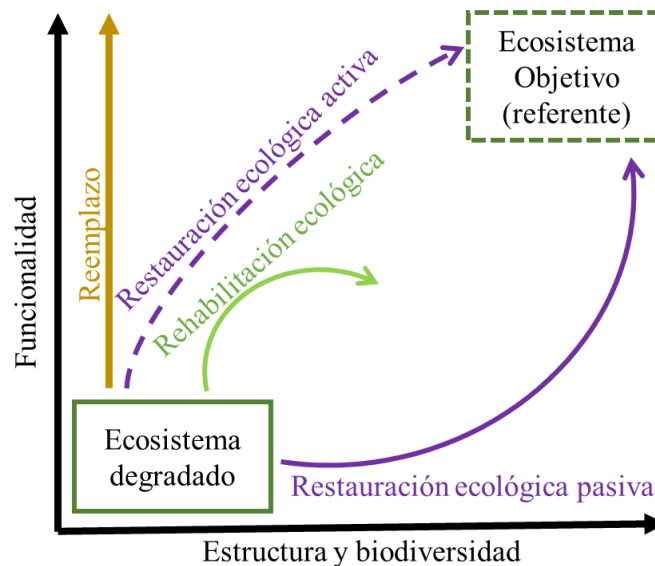 Ecosistema
Objetivo
(referente)
Restauración ecológica activa
Rehabilitación ecológica
Reemplazo
Funcionalidad
Ecosistema
degradado
Restauración ecológica pasiva
Estructura y biodiversidad